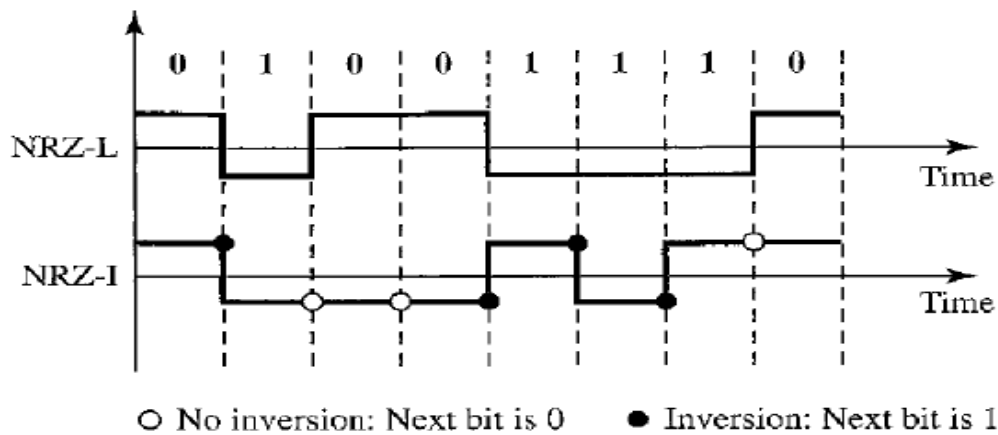 0 1 0 0 1 1 1 0
NRZ-L
Time
NRZ-I
Time
No inversion: Next bit is 0 Inversion: Next bit is 1